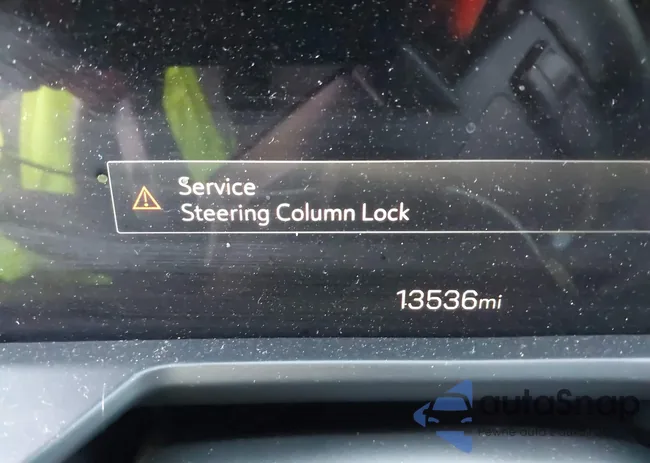 Service
Steering Column Lock
13536mi
autoSnap